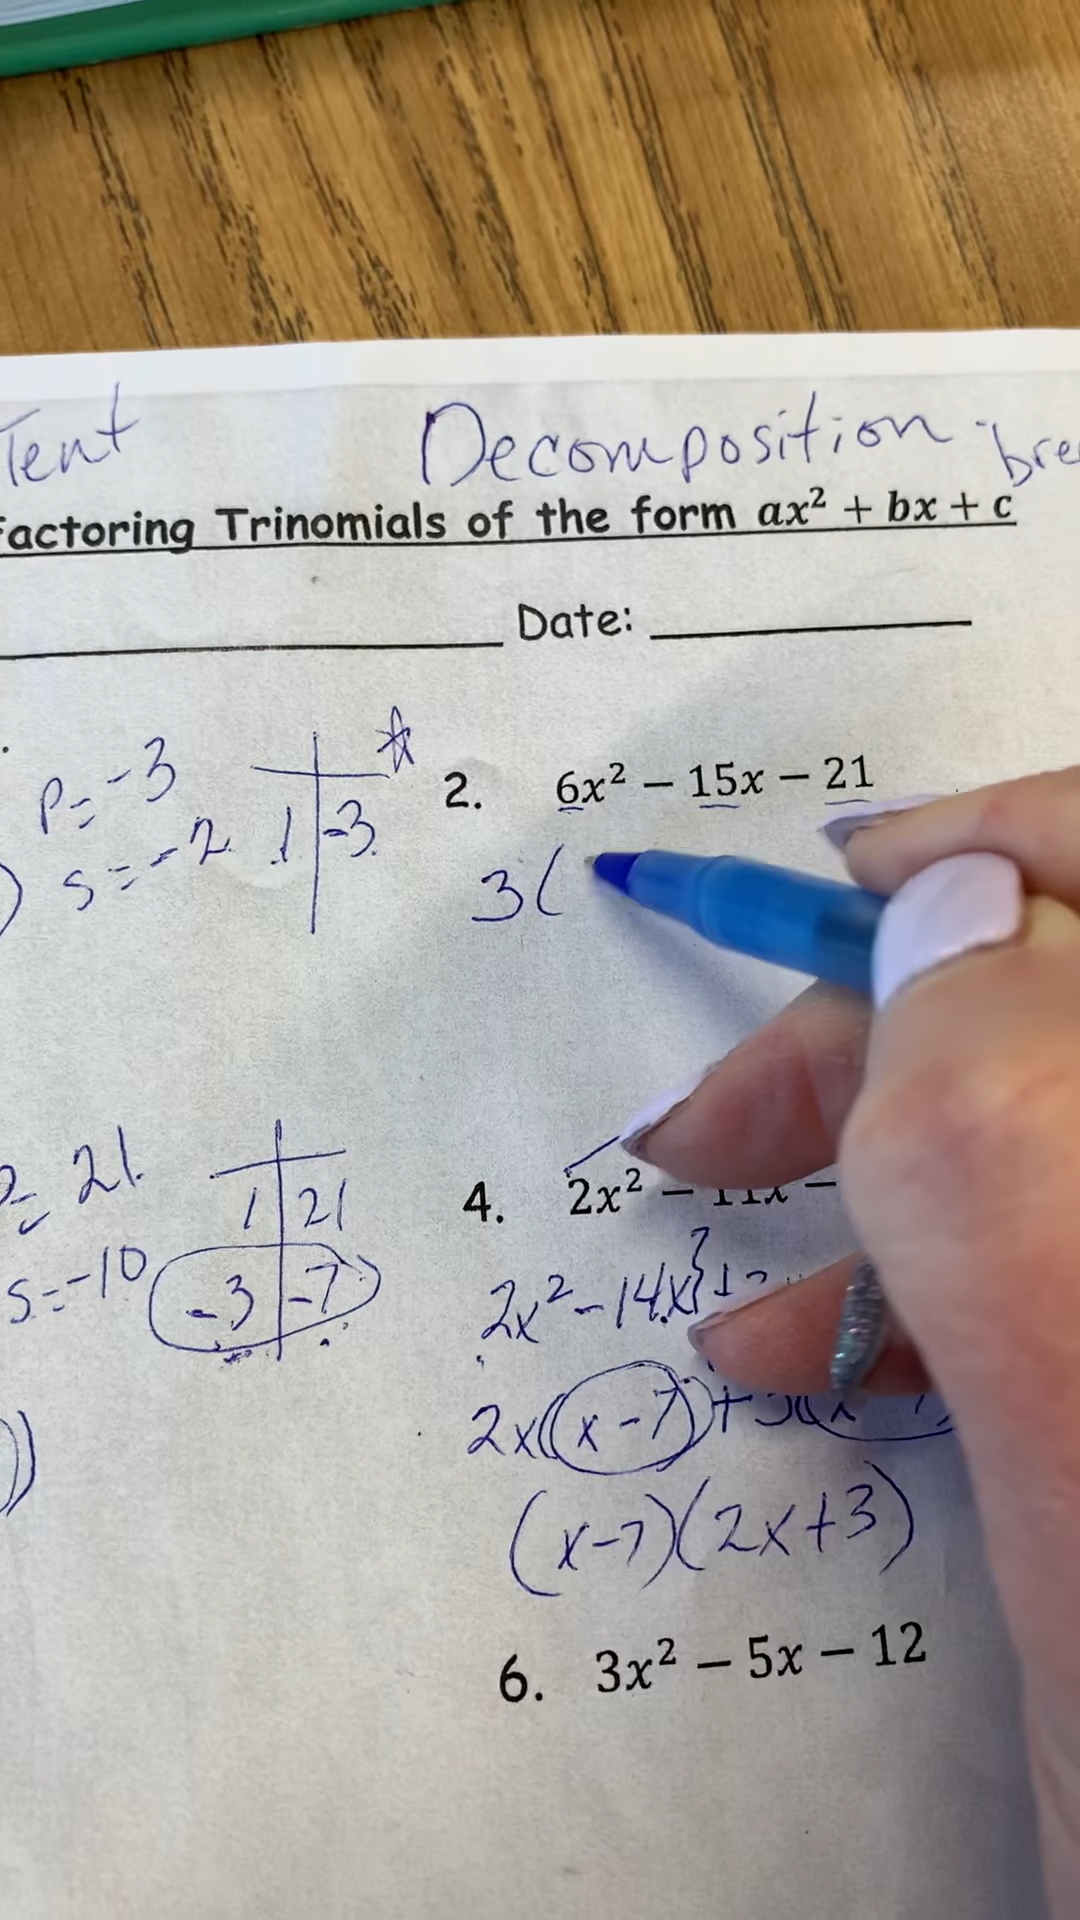 Tent Decomposition - bre
Factoring Trinomials of the form ax² + bx + c
Date:
P = -3
S = -2
1 -3
2. 6x² − 15x − 21
3(
= 21
S = -10
1 21
-3 -7
4. 2x² − 11x −
2x² - 14x
2x(x - 7) +
(x-7)(2x+3)
6. 3x² − 5x − 12